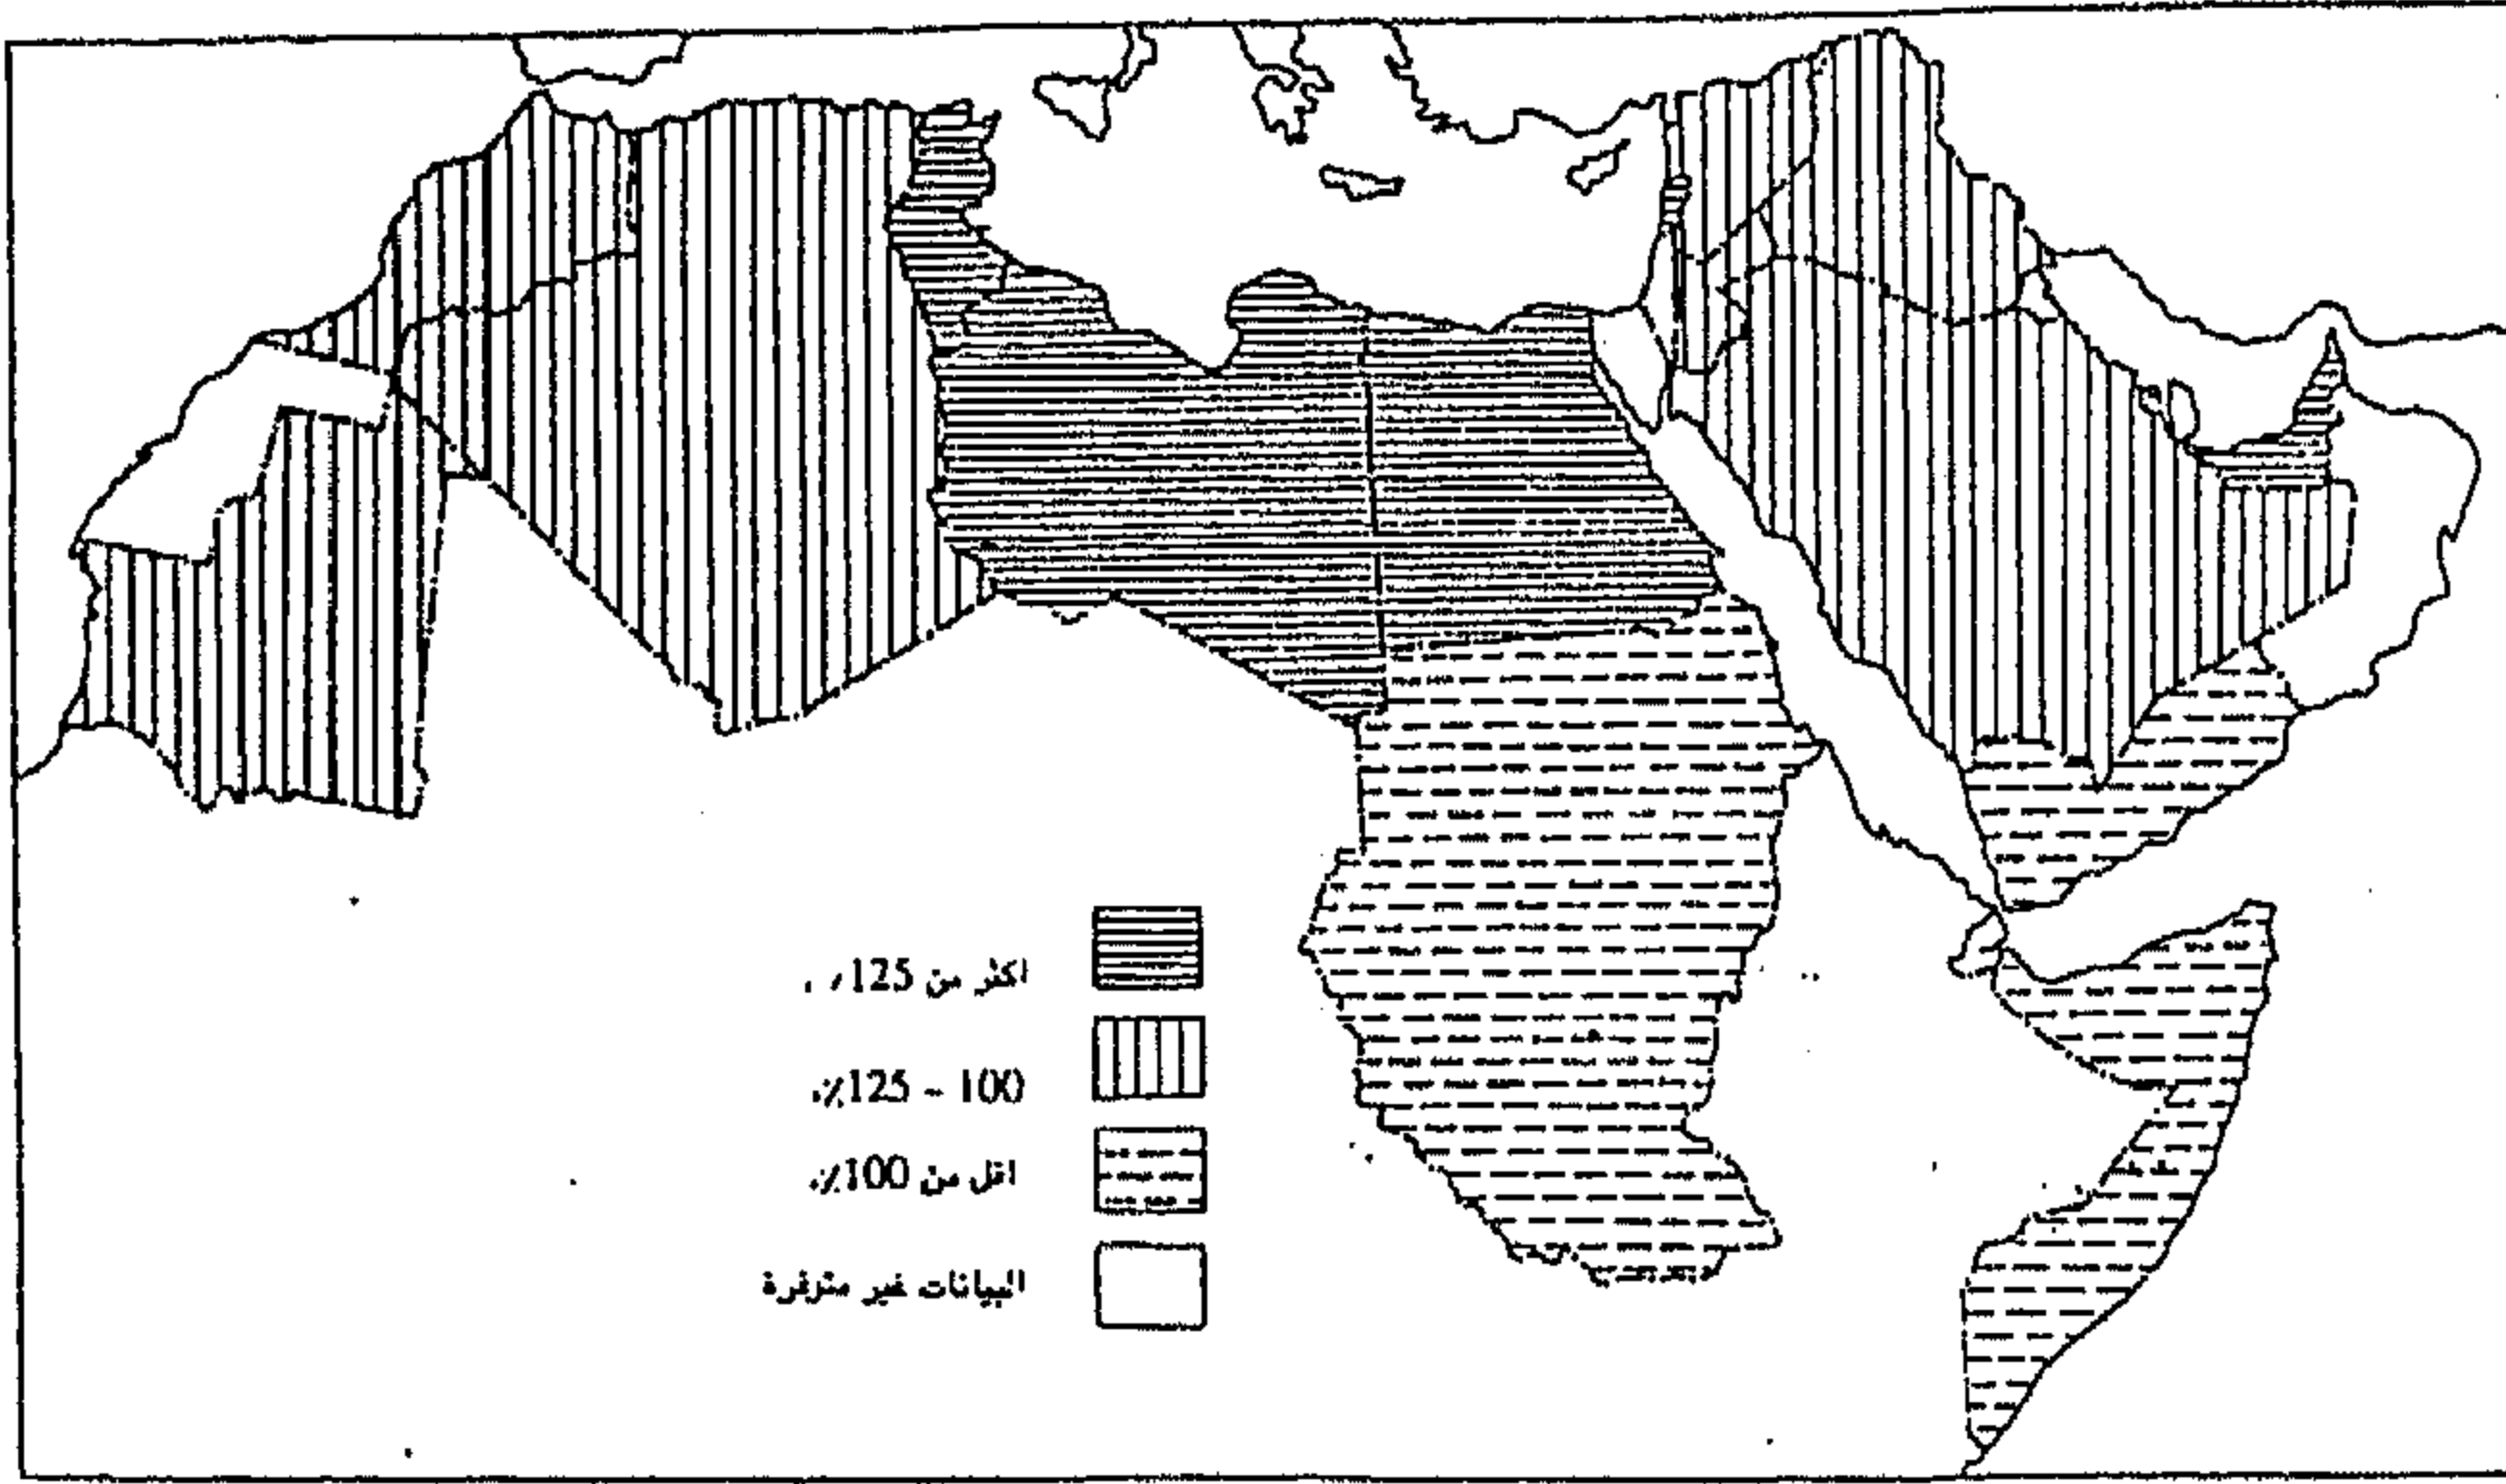 اكثر من 125٪
100 - 125٪
اقل من 100٪
البيانات غير متوفرة